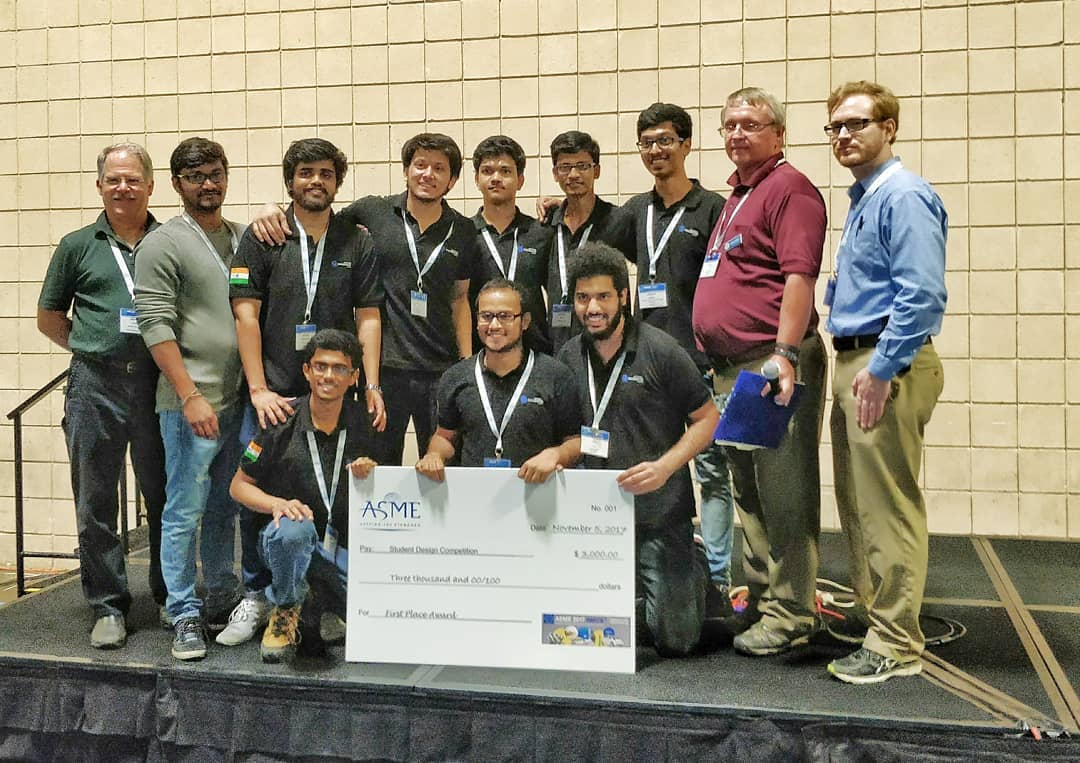 ASME
SETTING THE STANDARD
No. 001
Date November 5, 2017
Pay: Student Design Competition $ 3,000.00
Three thousand and 00/100 dollars
For First Place Award
ASME 2017